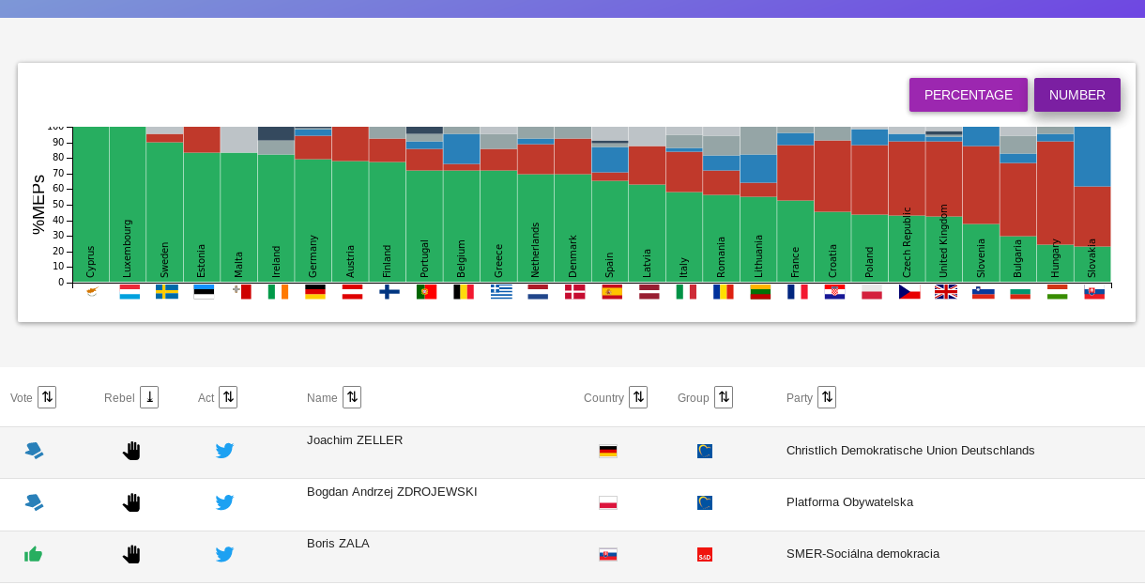 PERCENTAGE NUMBER
100
90
80
70
60
50
40
30
20
10
0
%MEPs
Cyprus
Luxembourg
Sweden
Estonia
Malta
Ireland
Germany
Austria
Finland
Portugal
Belgium
Greece
Netherlands
Denmark
Spain
Latvia
Italy
Romania
Lithuania
France
Croatia
Poland
Czech Republic
United Kingdom
Slovenia
Bulgaria
Hungary
Slovakia
Vote Rebel Act Name Country Group Party
Joachim ZELLER
Christlich Demokratische Union Deutschlands
Bogdan Andrzej ZDROJEWSKI
Platforma Obywatelska
Boris ZALA
S&D
SMER-Sociálna demokracia